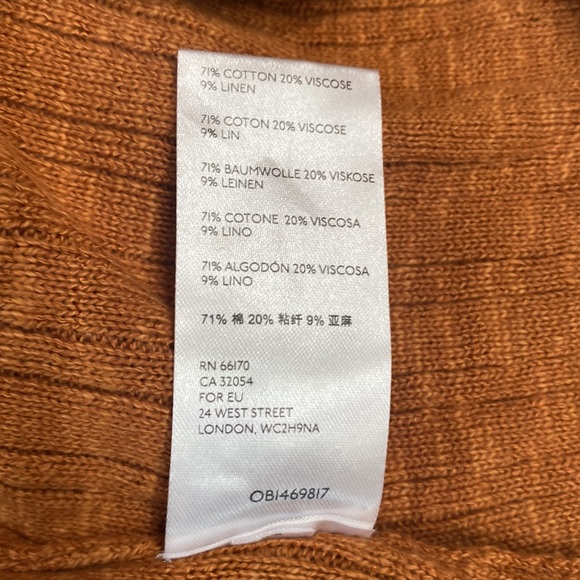 71% COTTON 20% VISCOSE
9% LINEN
71% COTON 20% VISCOSE
9% LIN
71% BAUMWOLLE 20% VISKOSE
9% LEINEN
71% COTONE 20% VISCOSA
9% LINO
71% ALGODÓN 20% VISCOSA
9% LINO
71% 棉 20% 粘纤 9% 亚麻
RN 66170
CA 32054
FOR EU
24 WEST STREET
LONDON, WC2H9NA
OB1469817